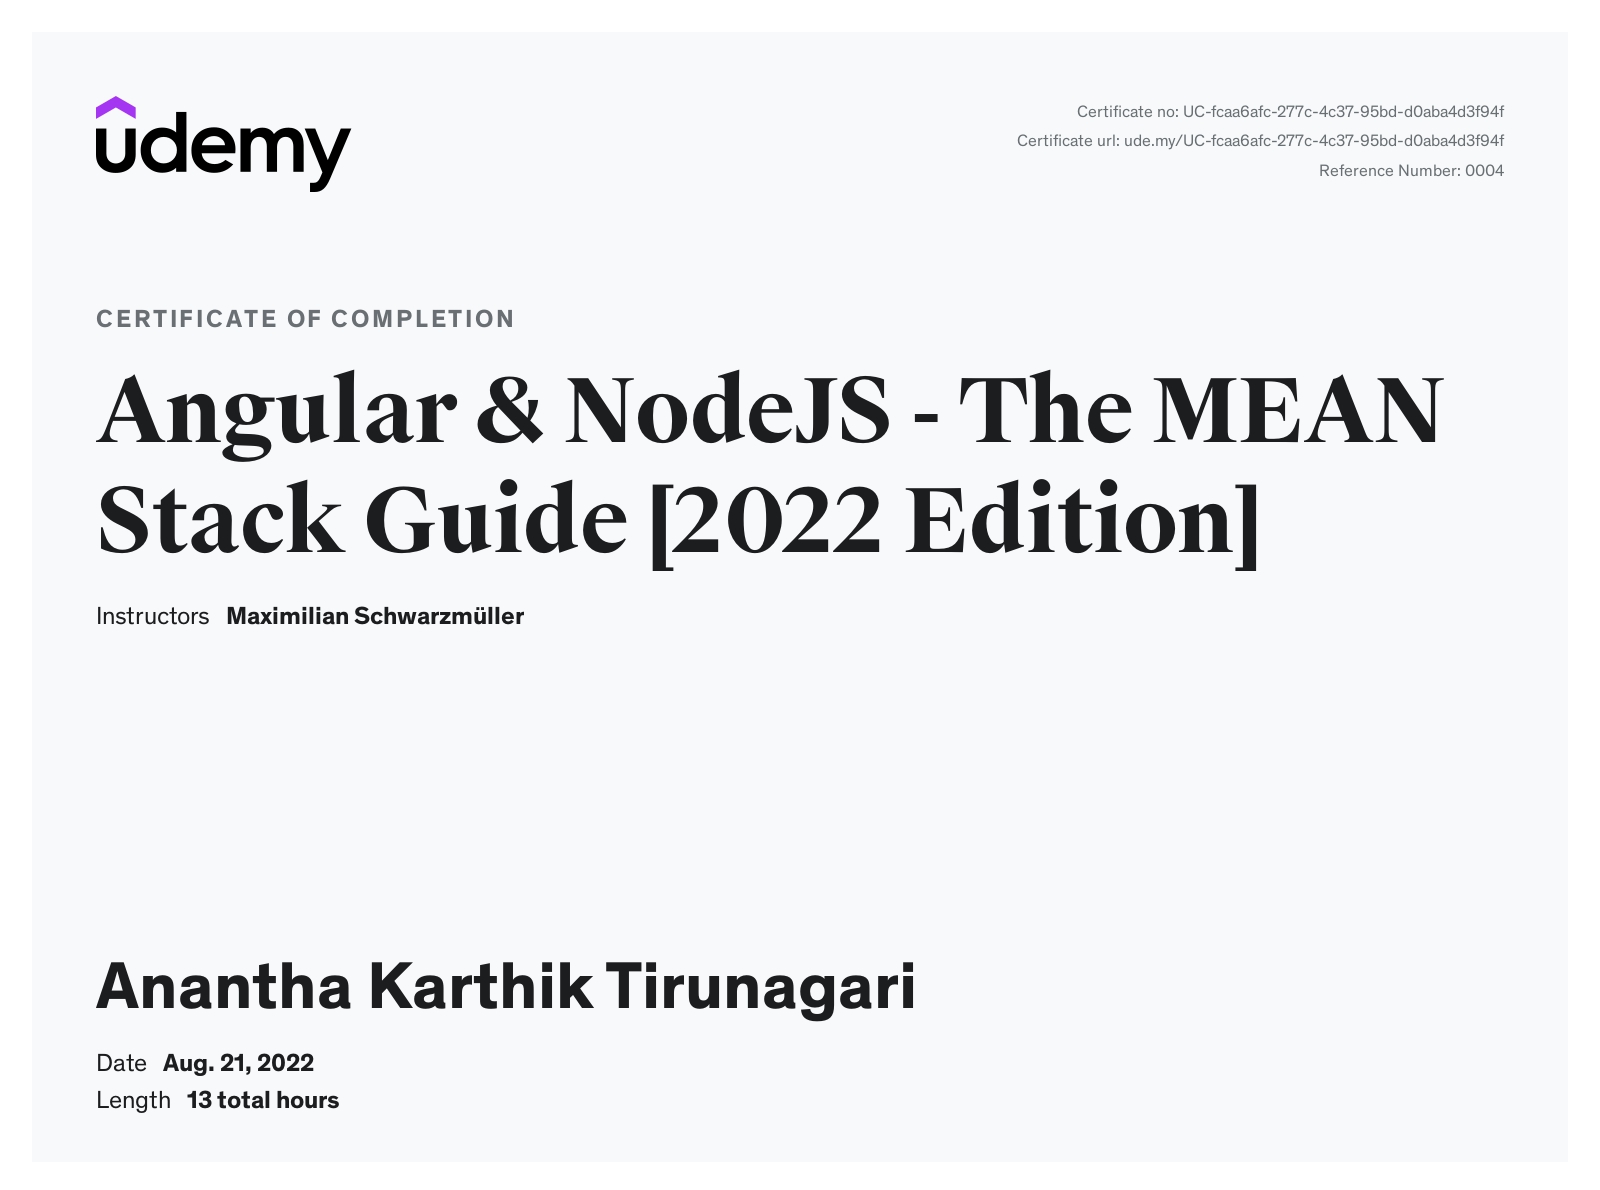 udemy
Certificate no: UC-fcaa6afc-277c-4c37-95bd-d0aba4d3f94f
Certificate url: ude.my/UC-fcaa6afc-277c-4c37-95bd-d0aba4d3f94f
Reference Number: 0004
CERTIFICATE OF COMPLETION
Angular & NodeJS - The MEAN
Stack Guide [2022 Edition]
Instructors Maximilian Schwarzmüller
Anantha Karthik Tirunagari
Date Aug. 21, 2022
Length 13 total hours